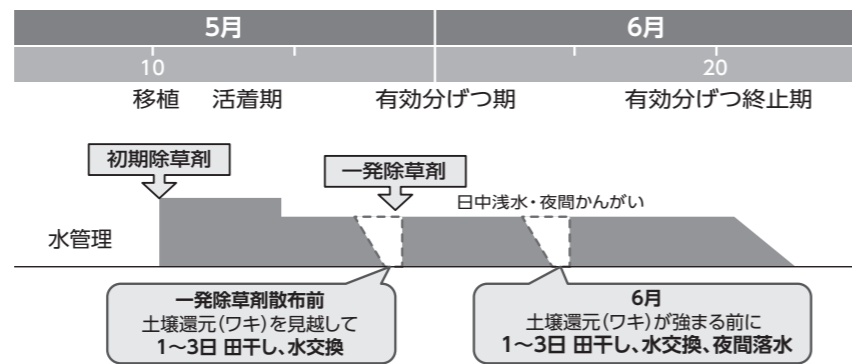 5月 6月
10 20
移植 活着期 有効分げつ期 有効分げつ終止期
初期除草剤
一発除草剤
日中浅水・夜間かんがい
水管理
一発除草剤散布前
土壌還元(ワキ)を見越して
1〜3日 田干し、水交換
6月
土壌還元(ワキ)が強まる前に
1〜3日 田干し、水交換、夜間落水